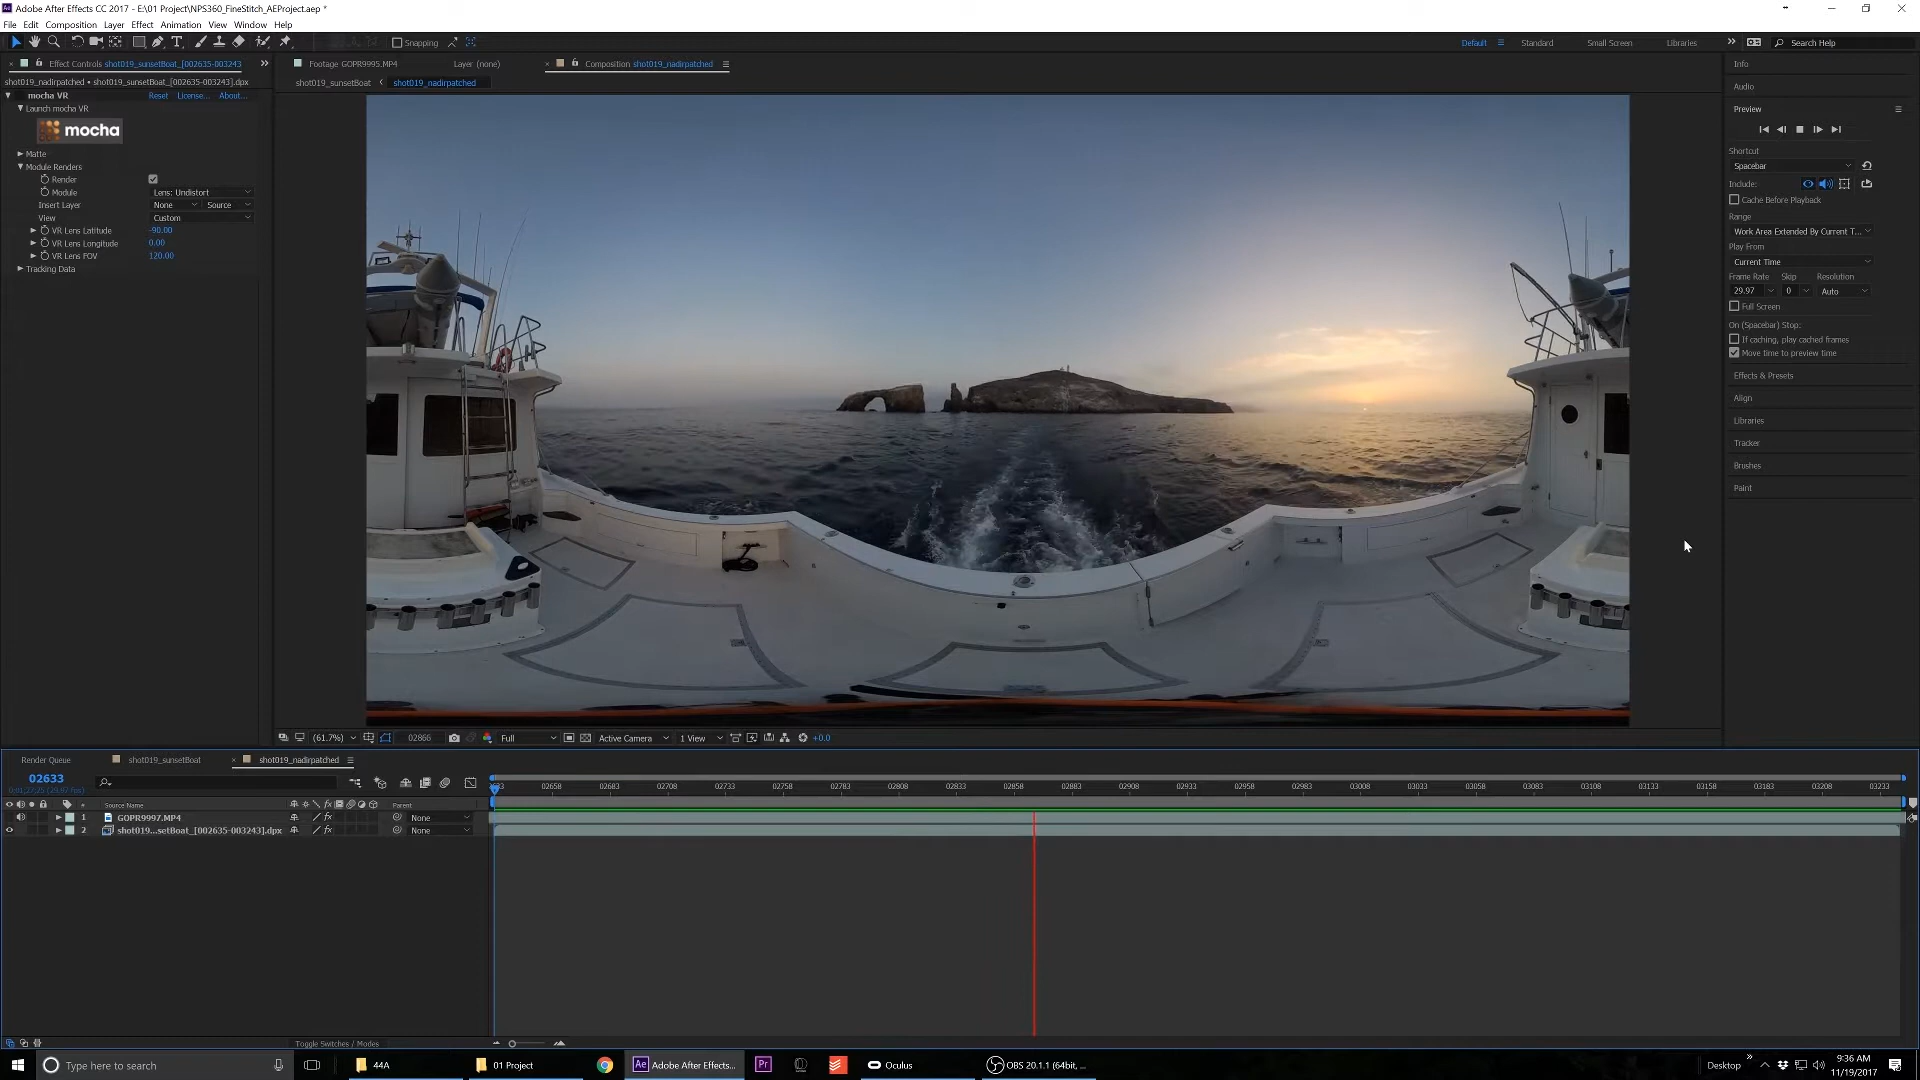 Adobe After Effects CC 2017 - E:\01 Project\NPS360_FineStitch_AEProject.aep *
File Edit Composition Layer Effect Animation View Window Help
Snapping
Default Standard Small Screen Libraries Search Help
Effect Controls shot019_sunsetBoat_[002635-003243]
Footage GOPR9995.MP4 Layer (none) Composition shot019_nadirpatched
shot019_nadirpatched • shot019_sunsetBoat_[002635-003243].dpx
shot019_sunsetBoat shot019_nadirpatched
mocha VR Reset License... About...
Launch mocha VR
mocha
Matte
Module Renders
Render
Module Lens: Undistort
Insert Layer None Source
View Custom
VR Lens Latitude -90.00
VR Lens Longitude 0.00
VR Lens FOV 120.00
Tracking Data
Info
Audio
Preview
Shortcut
Spacebar
Include:
Cache Before Playback
Range
Work Area Extended By Current T...
Play From
Current Time
Frame Rate Skip Resolution
29.97 0 Auto
Full Screen
On (Spacebar) Stop:
If caching, play cached frames
Move time to preview time
Effects & Presets
Align
Libraries
Tracker
Brushes
Paint
(61.7%) 02866 Full Active Camera 1 View +0.0
Render Queue shot019_sunsetBoat shot019_nadirpatched
02633
0;01;27;25 (29.97 fps)
02658 02683 02708 02733 02758 02783 02808 02833 02858 02883 02908 02933 02958 02983 03008 03033 03058 03083 03108 03133 03158 03183 03208 03233
# Source Name Parent
1 GOPR9997.MP4 None
2 shot019...setBoat_[002635-003243].dpx None
Toggle Switches / Modes
Type here to search 44A 01 Project Adobe After Effects... Oculus OBS 20.1.1 (64bit, ... Desktop
9:36 AM
11/19/2017